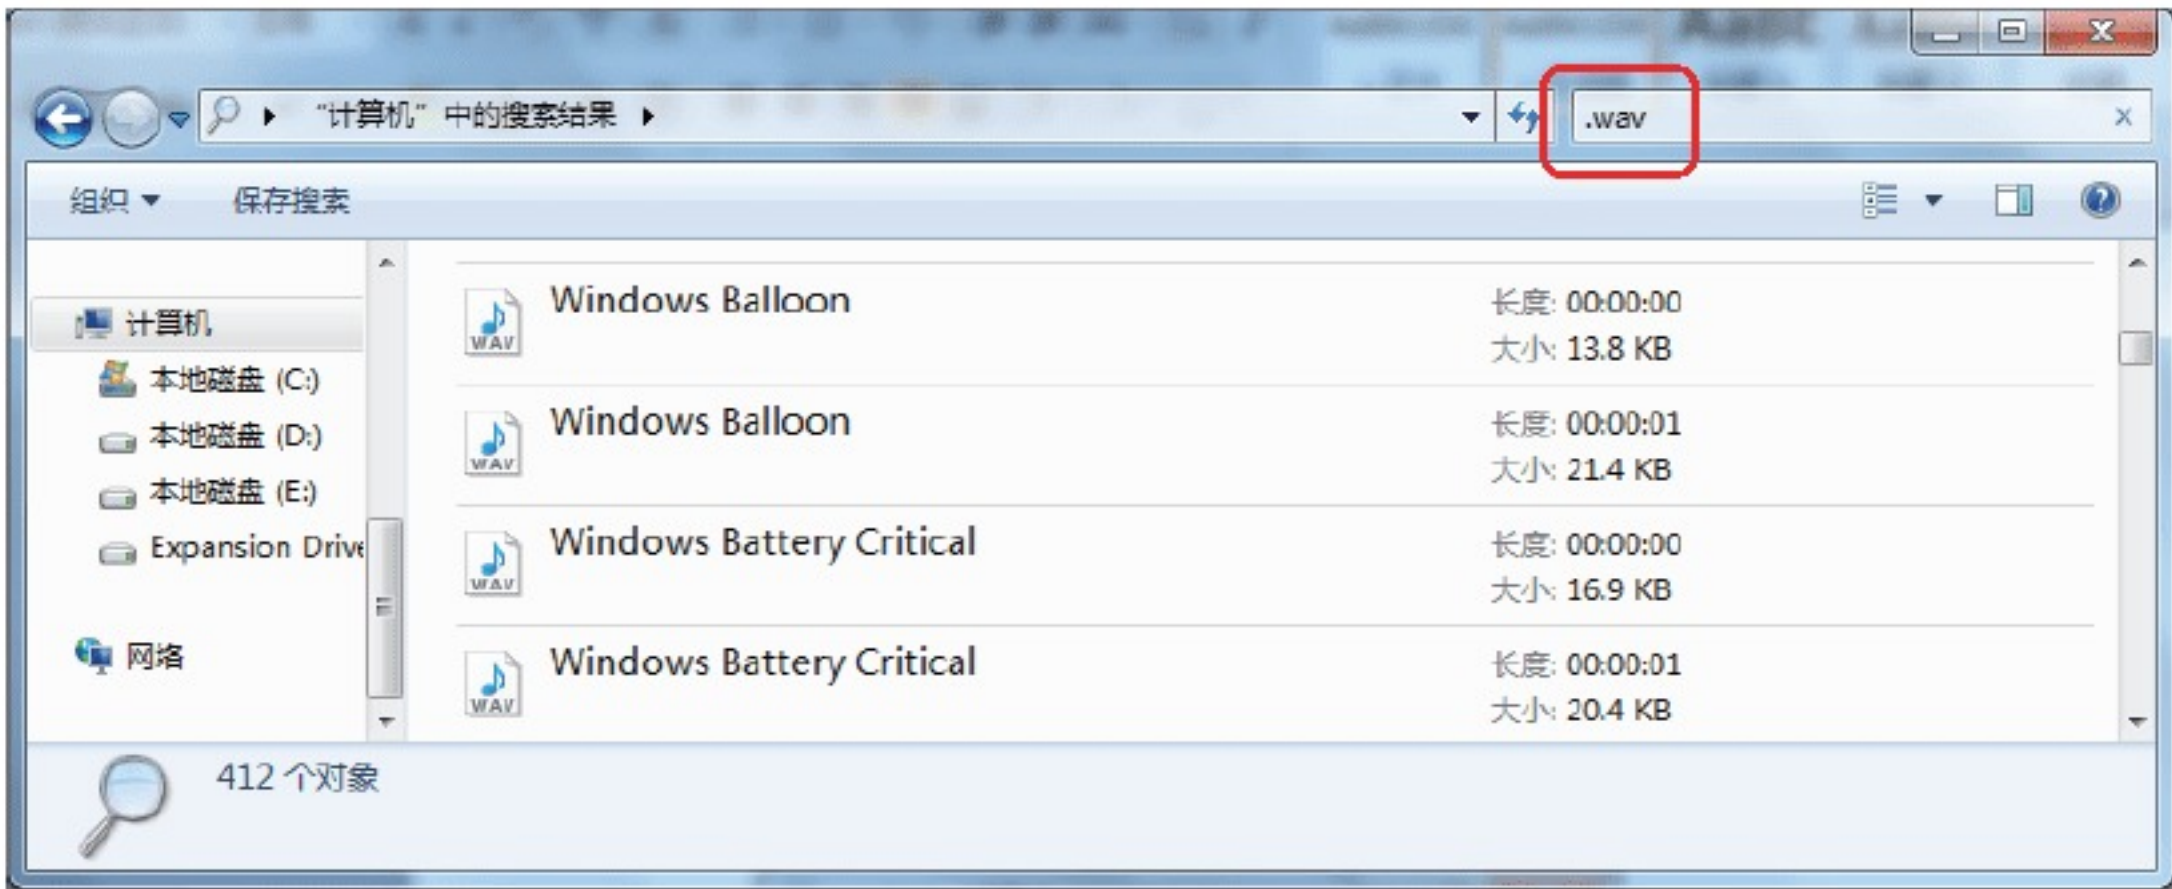 "计算机"中的搜索结果
.wav
组织 保存搜索
计算机
本地磁盘 (C:)
本地磁盘 (D:)
本地磁盘 (E:)
Expansion Drive
网络
WAV
Windows Balloon
长度: 00:00:00
大小: 13.8 KB
WAV
Windows Balloon
长度: 00:00:01
大小: 21.4 KB
WAV
Windows Battery Critical
长度: 00:00:00
大小: 16.9 KB
WAV
Windows Battery Critical
长度: 00:00:01
大小: 20.4 KB
412 个对象